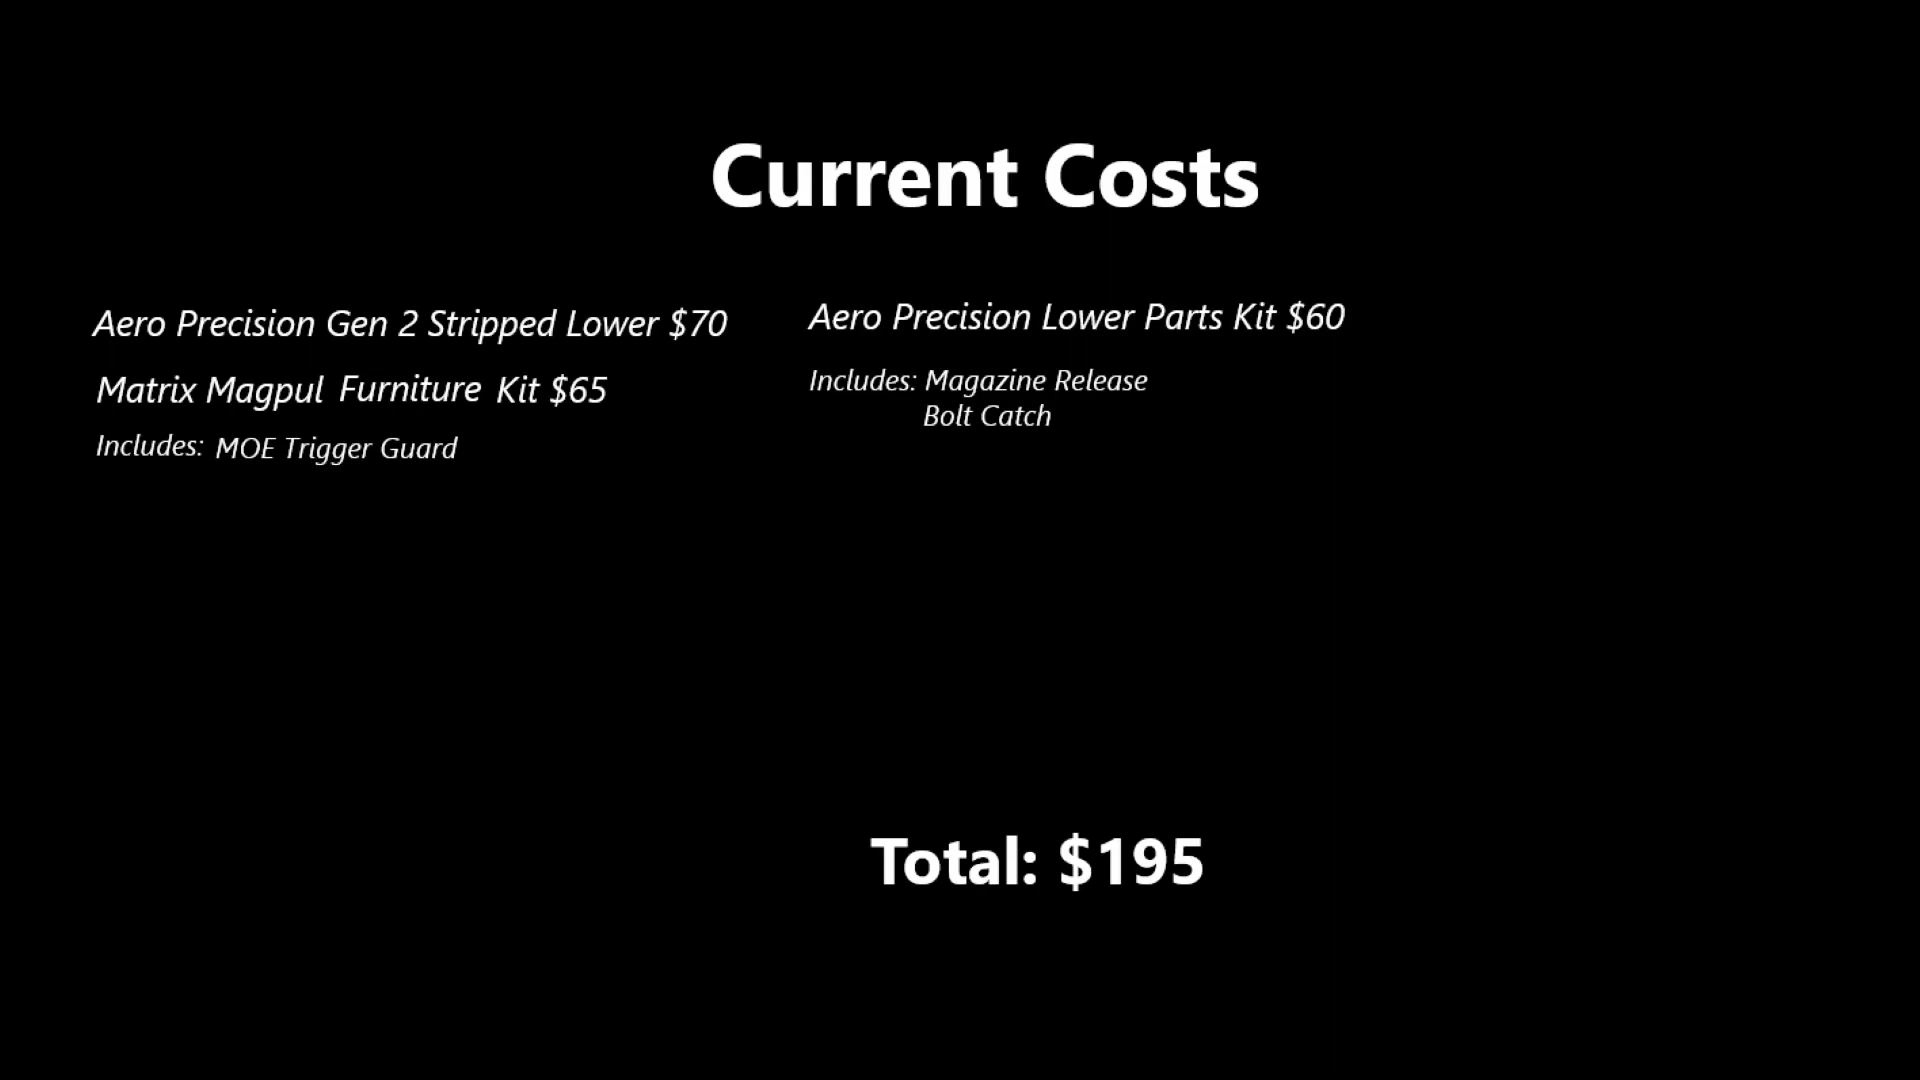 Current Costs
Aero Precision Gen 2 Stripped Lower $70
Matrix Magpul Furniture Kit $65
Includes: MOE Trigger Guard
Aero Precision Lower Parts Kit $60
Includes: Magazine Release
Bolt Catch
Total: $195